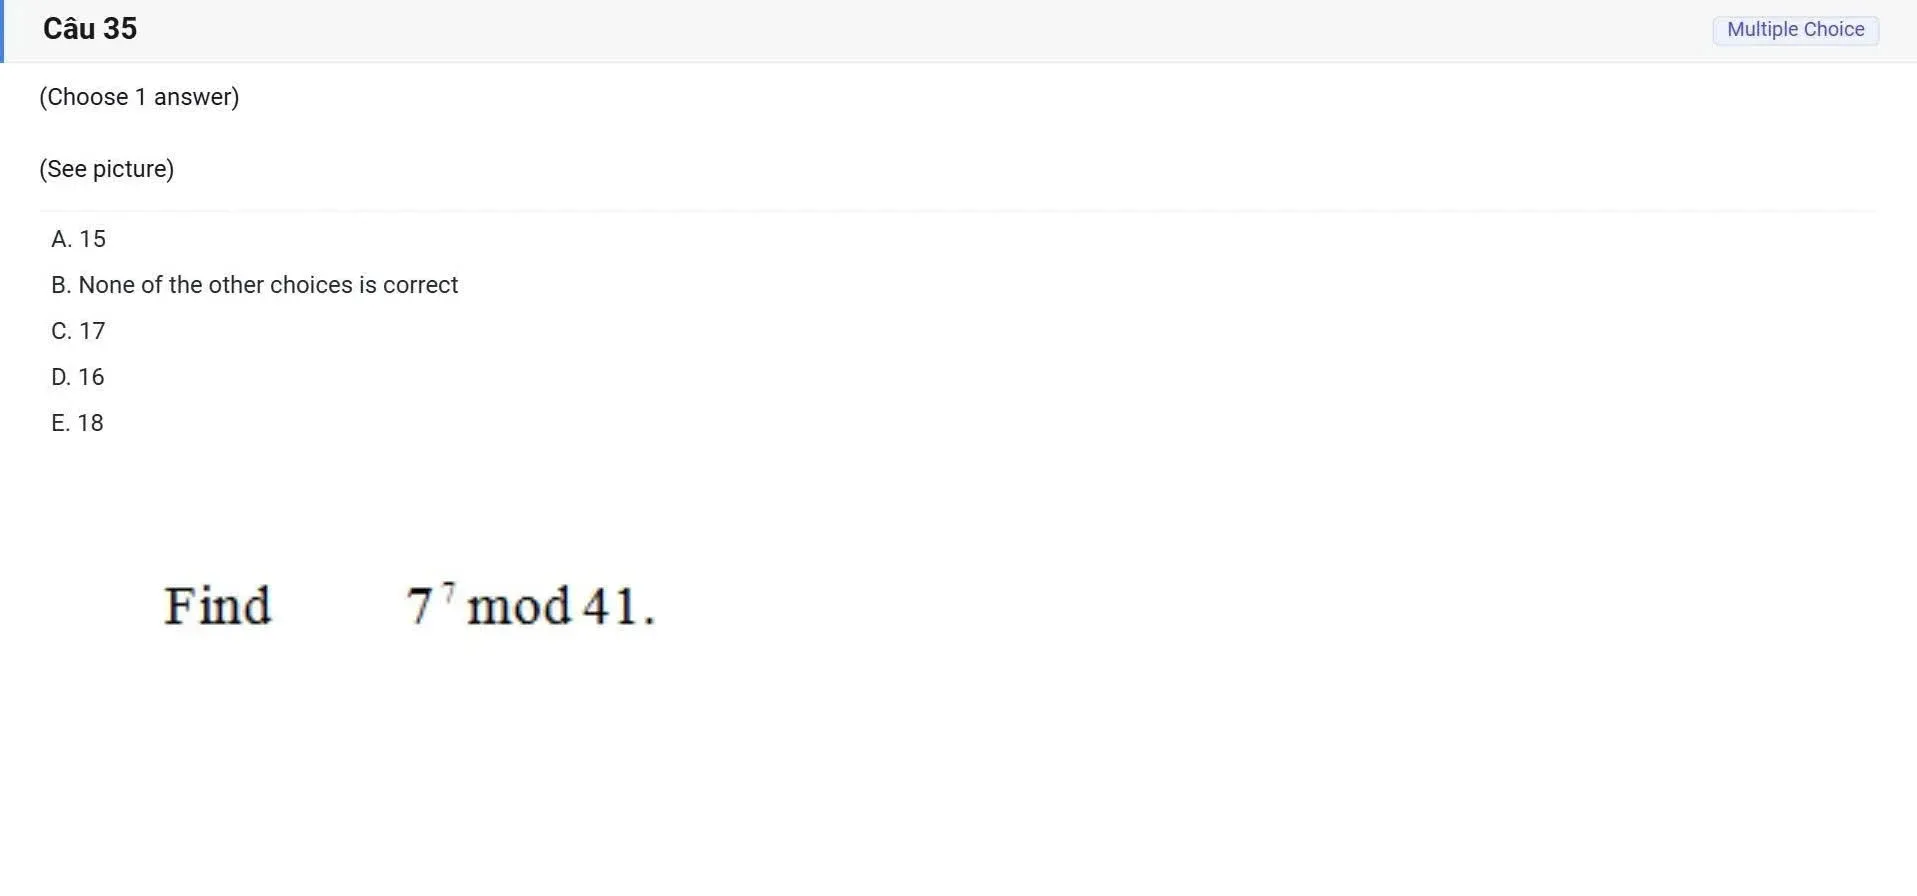 Câu 35
Multiple Choice
(Choose 1 answer)
(See picture)
A. 15
B. None of the other choices is correct
C. 17
D. 16
E. 18
Find 7⁷ mod 41.